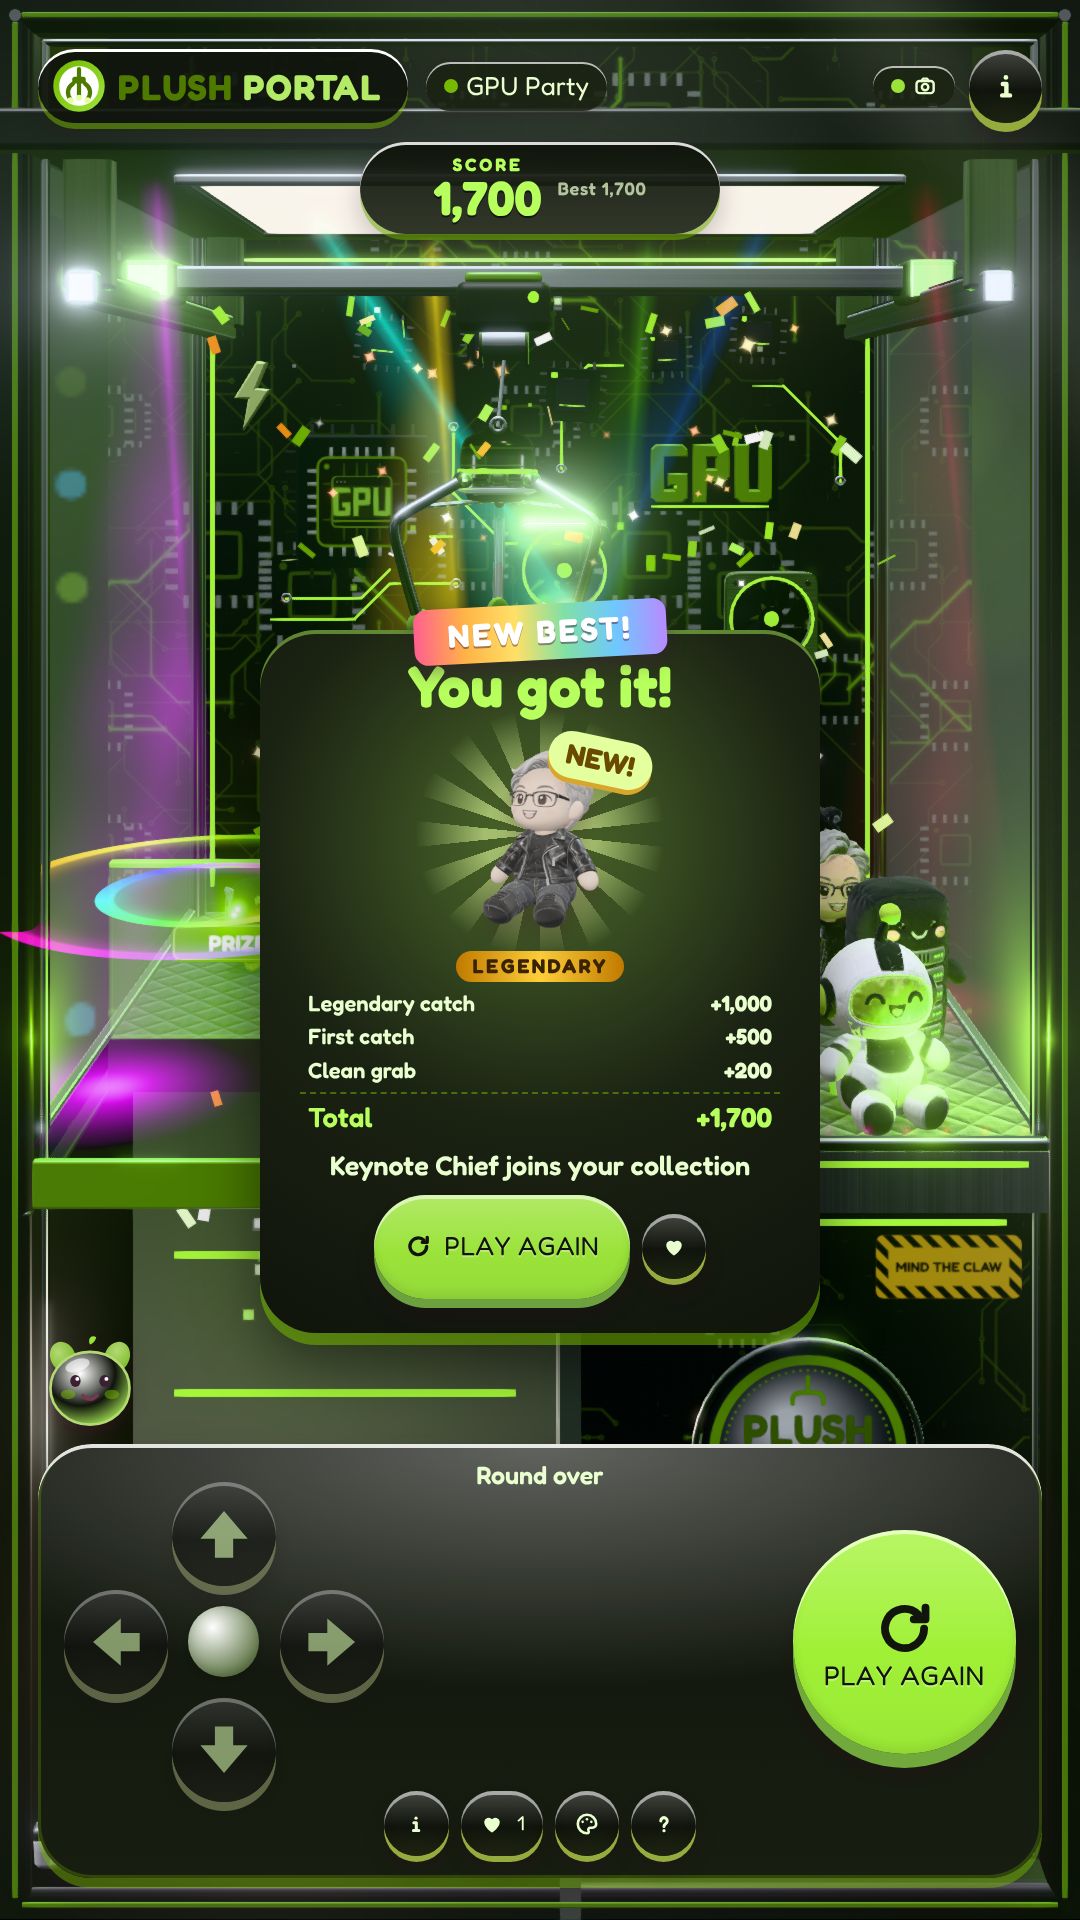 PLUSH PORTAL
GPU Party
SCORE
1,700
Best 1,700
GPU
GPU
NEW BEST!
You got it!
NEW!
LEGENDARY
Legendary catch +1,000
First catch +500
Clean grab +200
Total +1,700
Keynote Chief joins your collection
PLAY AGAIN
MIND THE CLAW
PLUSH
Round over
PLAY AGAIN
1